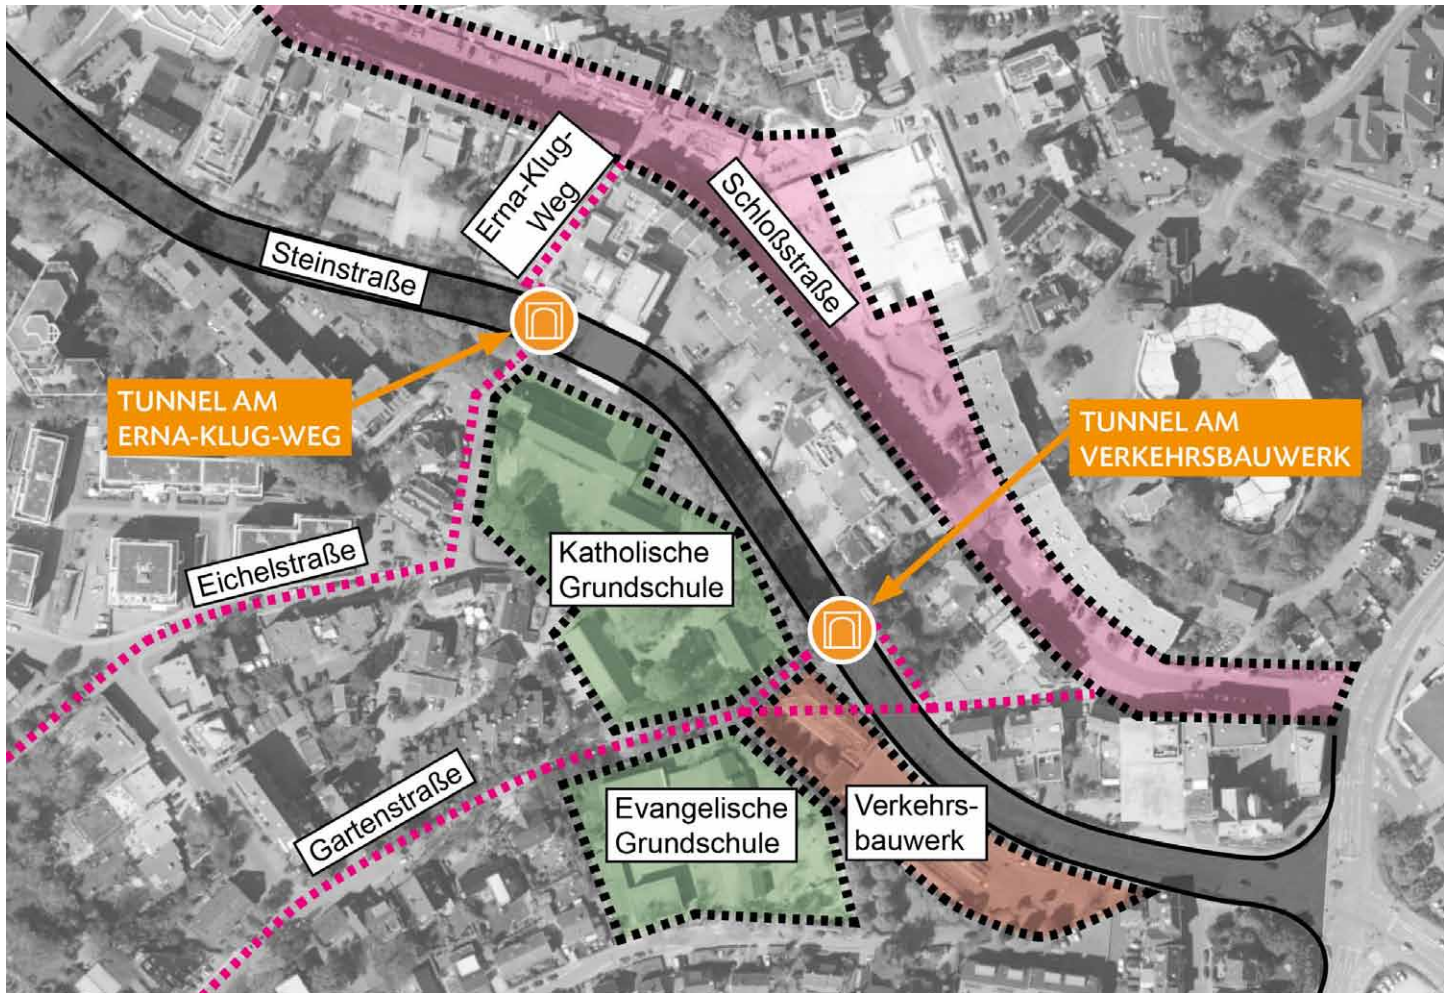 Erna-Klug-
Weg
Schloßstraße
Steinstraße
TUNNEL AM
ERNA-KLUG-WEG
TUNNEL AM
VERKEHRSBAUWERK
Eichelstraße
Katholische
Grundschule
Gartenstraße
Evangelische
Grundschule
Verkehrs-
bauwerk